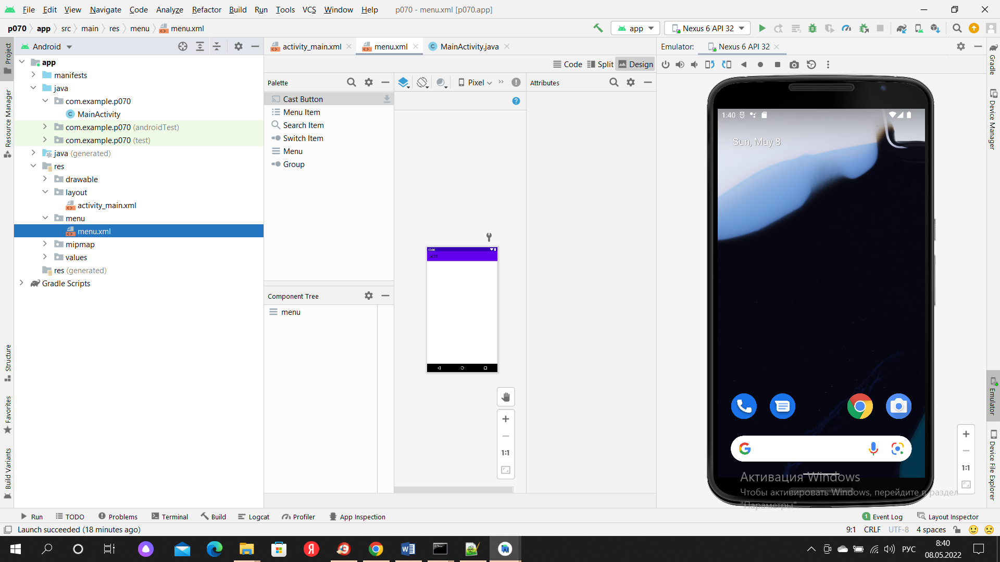 File Edit View Navigate Code Analyze Refactor Build Run Tools VCS Window Help p070 - menu.xml [p070.app]
p070 app src main res menu menu.xml app Nexus 6 API 32
Android
app
manifests
java
com.example.p070
MainActivity
com.example.p070 (androidTest)
com.example.p070 (test)
java (generated)
res
drawable
layout
activity_main.xml
menu
menu.xml
mipmap
values
res (generated)
Gradle Scripts
Project
Resource Manager
Structure
Favorites
Build Variants
activity_main.xml menu.xml MainActivity.java
Code Split Design
Palette
Cast Button
Menu Item
Search Item
Switch Item
Menu
Group
Component Tree
menu
Pixel
Attributes
12:00
p070
1:1
Emulator: Nexus 6 API 32
1:40
Sun, May 8
Активация Windows
Чтобы активировать Windows, перейдите в раздел
"Параметры"
1:1
Gradle
Device Manager
Emulator
Device File Explorer
Run TODO Problems Terminal Build Logcat Profiler App Inspection
1 Event Log Layout Inspector
Launch succeeded (18 minutes ago)
9:1 CRLF UTF-8 4 spaces
РУС
8:40
08.05.2022